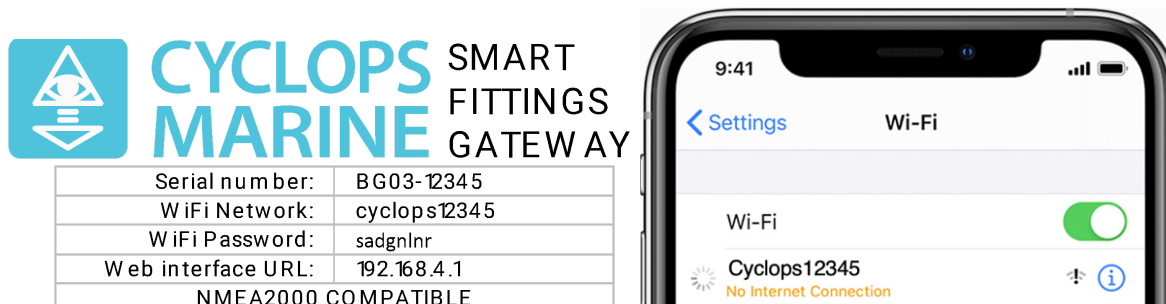 CYCLOPS
MARINE
SMART
FITTINGS
GATEWAY
Serial number: BG03-12345
WiFi Network: cyclops12345
WiFi Password: sadgnlnr
Web interface URL: 192.168.4.1
NMEA2000 COMPATIBLE
9:41
Settings Wi-Fi
Wi-Fi
Cyclops12345
No Internet Connection